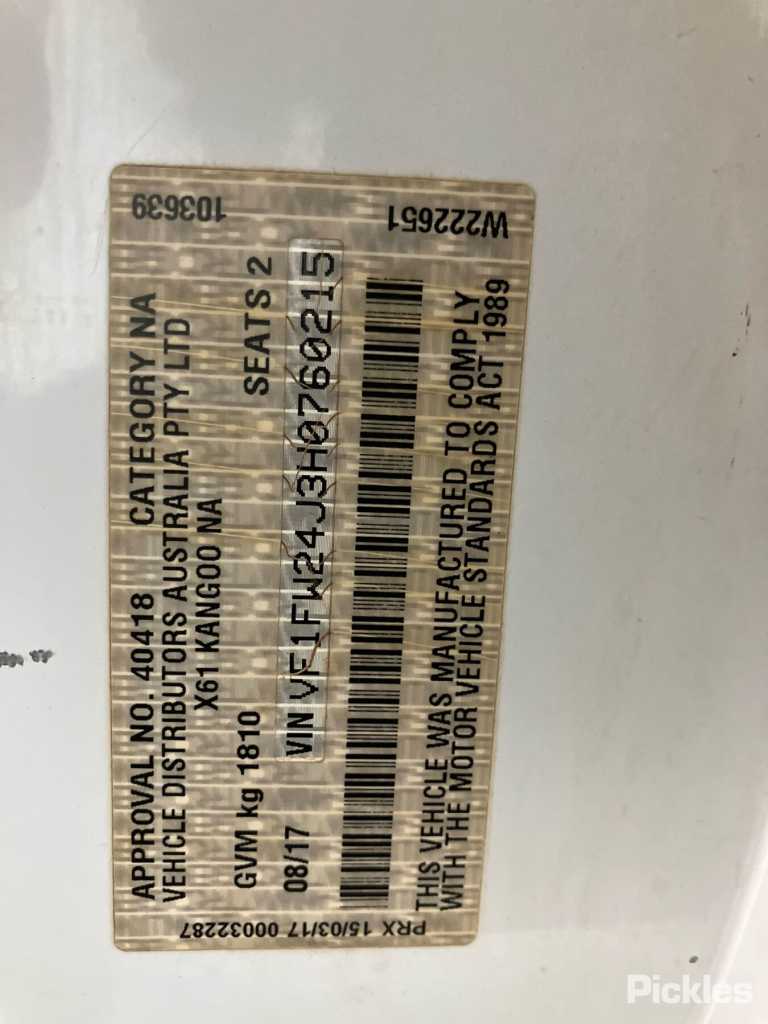 APPROVAL NO. 40418 CATEGORY NA
VEHICLE DISTRIBUTORS AUSTRALIA PTY LTD
X61 KANGOO NA
GVM kg 1810 SEATS 2
08/17 VIN VF1FW24J3H0760215
THIS VEHICLE WAS MANUFACTURED TO COMPLY
WITH THE MOTOR VEHICLE STANDARDS ACT 1989
103639
W222651
PRX 15/03/17 00032287
Pickles